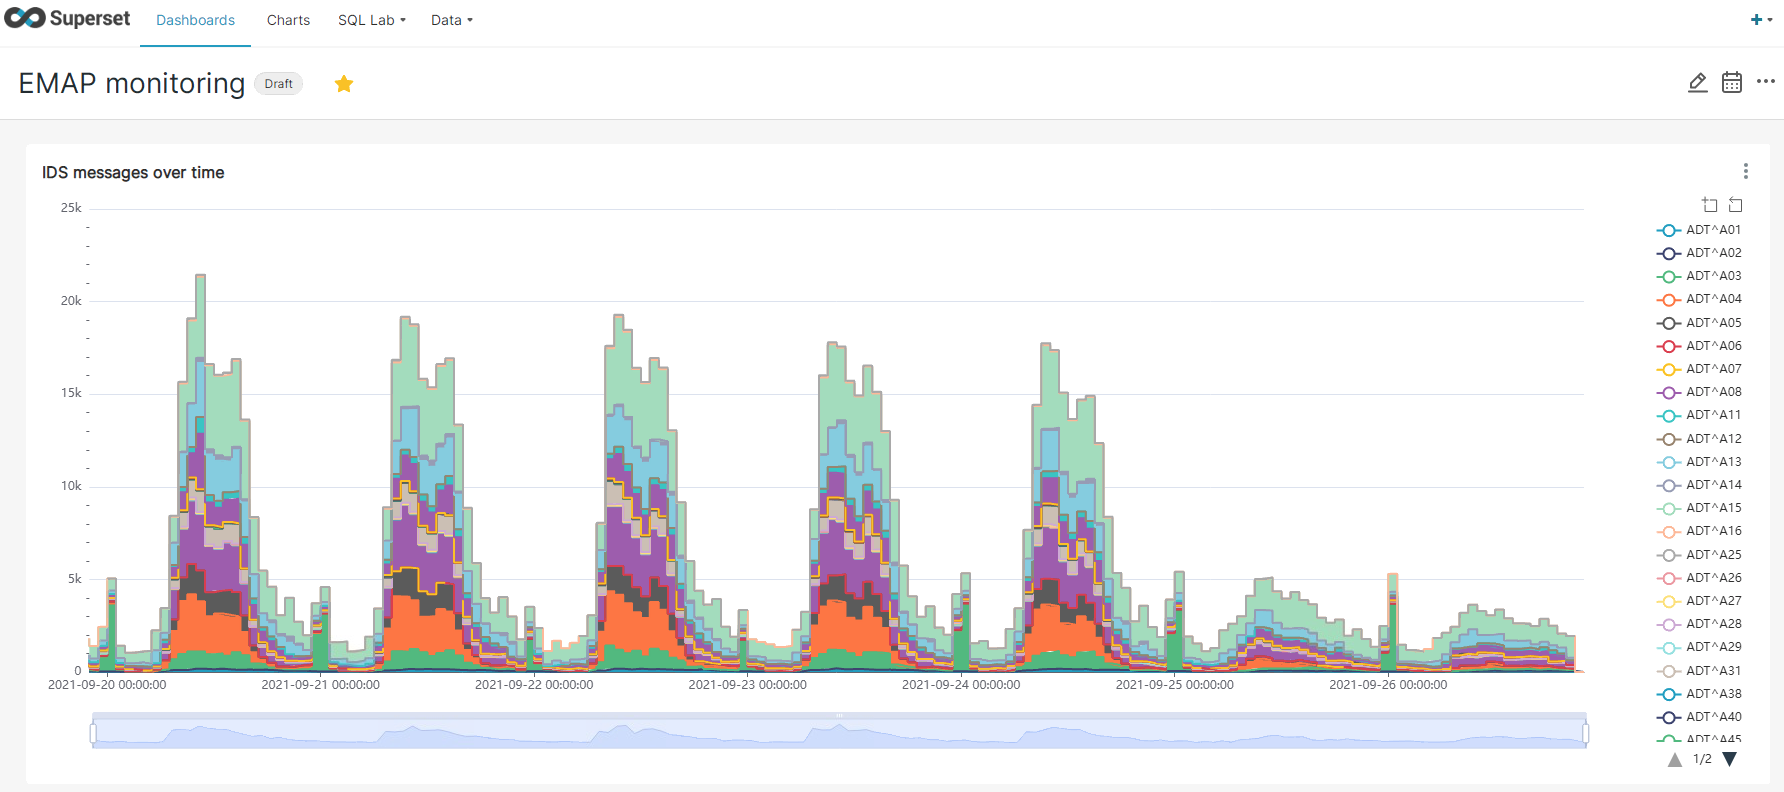 Superset Dashboards Charts SQL Lab Data
EMAP monitoring Draft
IDS messages over time
25k
20k
15k
10k
5k
0
2021-09-20 00:00:00 2021-09-21 00:00:00 2021-09-22 00:00:00 2021-09-23 00:00:00 2021-09-24 00:00:00 2021-09-25 00:00:00 2021-09-26 00:00:00
ADT^A01
ADT^A02
ADT^A03
ADT^A04
ADT^A05
ADT^A06
ADT^A07
ADT^A08
ADT^A11
ADT^A12
ADT^A13
ADT^A14
ADT^A15
ADT^A16
ADT^A25
ADT^A26
ADT^A27
ADT^A28
ADT^A29
ADT^A31
ADT^A38
ADT^A40
ADT^A45
1/2